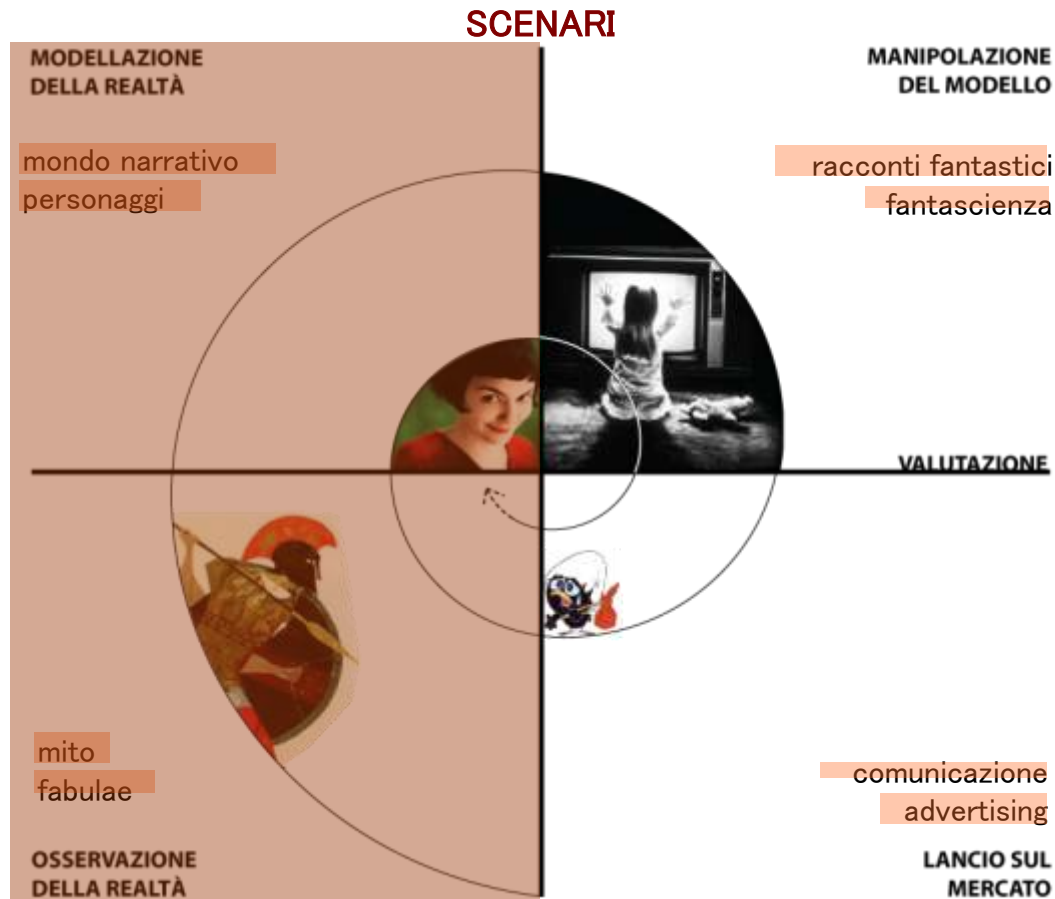 SCENARI
MODELLAZIONE
DELLA REALTÀ
MANIPOLAZIONE
DEL MODELLO
mondo narrativo
personaggi
racconti fantastici
fantascienza
VALUTAZIONE
mito
fabulae
comunicazione
advertising
OSSERVAZIONE
DELLA REALTÀ
LANCIO SUL
MERCATO